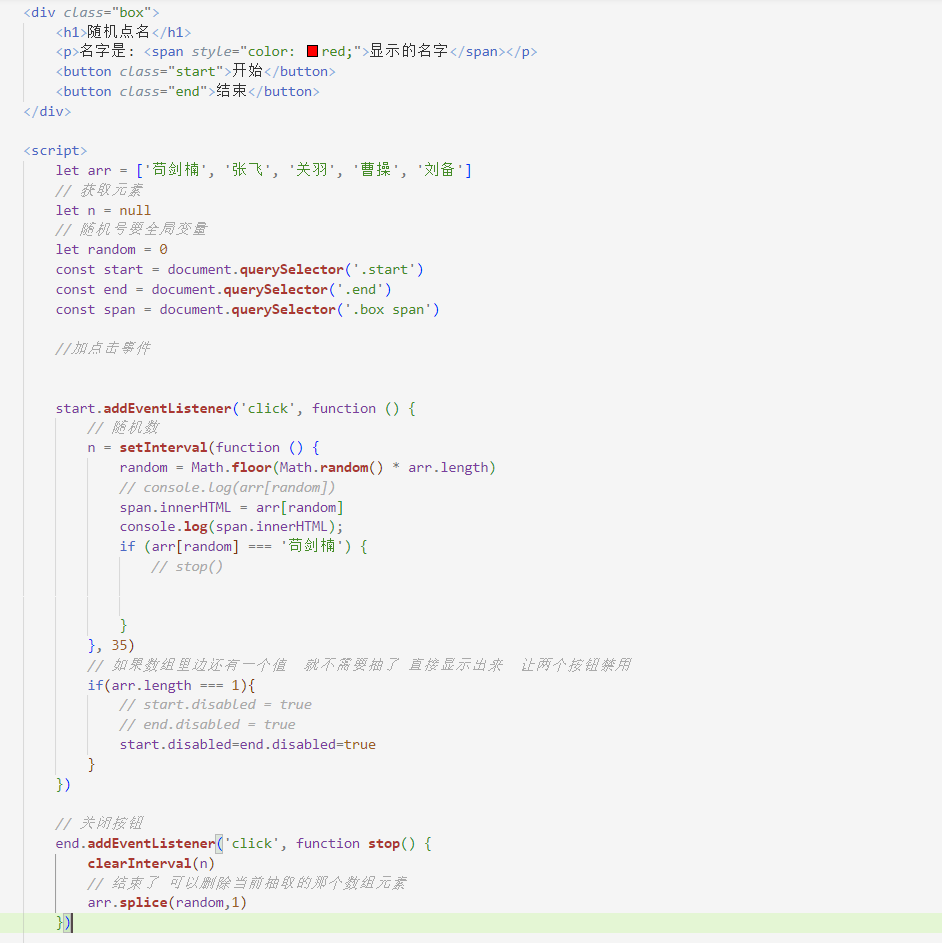 <div class="box">
<h1>随机点名</h1>
<p>名字是: <span style="color: red;">显示的名字</span></p>
<button class="start">开始</button>
<button class="end">结束</button>
</div>
<script>
let arr = ['苟剑楠', '张飞', '关羽', '曹操', '刘备']
// 获取元素
let n = null
// 随机号要全局变量
let random = 0
const start = document.querySelector('.start')
const end = document.querySelector('.end')
const span = document.querySelector('.box span')
//加点击事件
start.addEventListener('click', function () {
// 随机数
n = setInterval(function () {
random = Math.floor(Math.random() * arr.length)
// console.log(arr[random])
span.innerHTML = arr[random]
console.log(span.innerHTML);
if (arr[random] === '苟剑楠') {
// stop()
}
}, 35)
// 如果数组里边还有一个值  就不需要抽了 直接显示出来  让两个按钮禁用
if(arr.length === 1){
// start.disabled = true
// end.disabled = true
start.disabled=end.disabled=true
}
})
// 关闭按钮
end.addEventListener('click', function stop() {
clearInterval(n)
// 结束了 可以删除当前抽取的那个数组元素
arr.splice(random,1)
})